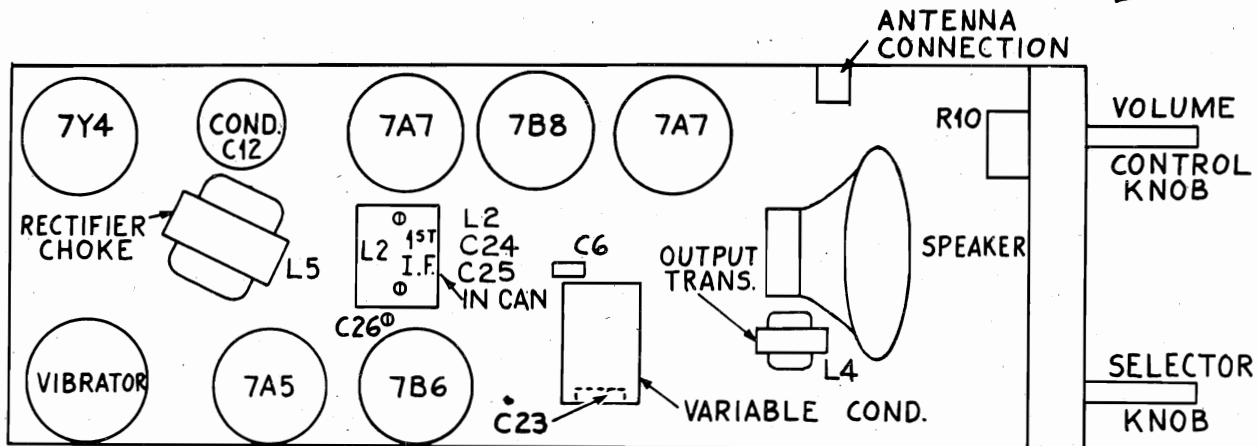 ANTENNA
CONNECTION
7Y4
COND.
C12
7A7
7B8
7A7
R10
VOLUME
CONTROL
KNOB
RECTIFIER
CHOKE
L5
L2
1ST
I.F.
L2
C24
C25
IN CAN
C6
OUTPUT
TRANS.
SPEAKER
C26
L4
VIBRATOR
7A5
7B6
C23
VARIABLE COND.
SELECTOR
KNOB